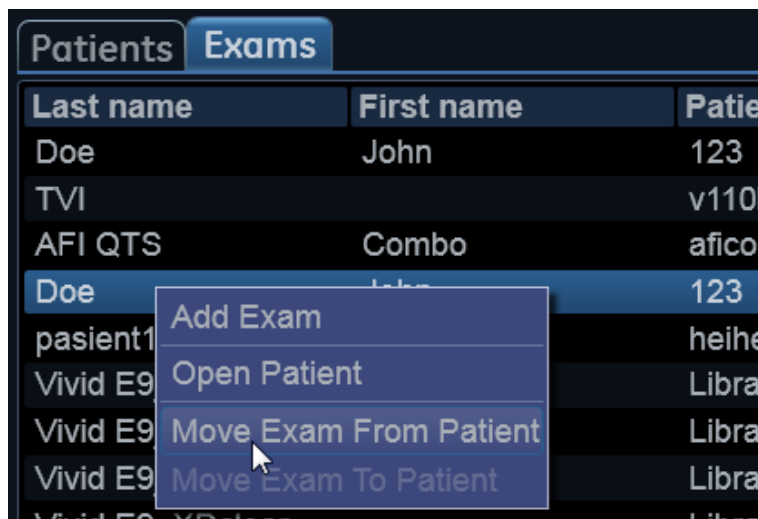 Patients Exams
Last name First name Patie
Doe John 123
TVI v110
AFI QTS Combo afico
Doe 123
Add Exam
pasient1 heihe
Open Patient
Vivid E9 Libra
Vivid E9 Move Exam From Patient Libra
Vivid E9 Move Exam To Patient Libra